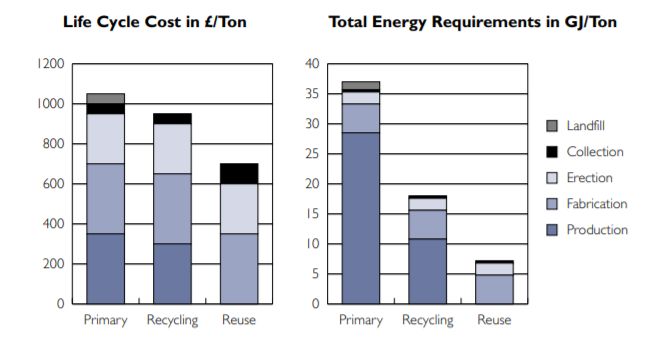 Life Cycle Cost in £/Ton
1200
1000
800
600
400
200
0
Primary Recycling Reuse
Total Energy Requirements in GJ/Ton
40
35
30
25
20
15
10
5
0
Primary Recycling Reuse
Landfill
Collection
Erection
Fabrication
Production